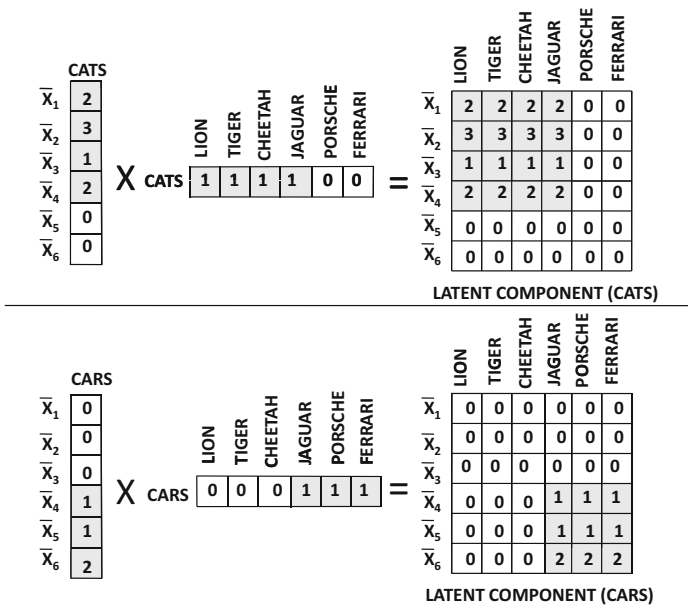 LION TIGER CHEETAH JAGUAR PORSCHE FERRARI
CATS
X̅1 2
X̅2 3
X̅3 1
X̅4 2
X̅5 0
X̅6 0
X
LION TIGER CHEETAH JAGUAR PORSCHE FERRARI
CATS 1 1 1 1 0 0
=
X̅1 2 2 2 2 0 0
X̅2 3 3 3 3 0 0
X̅3 1 1 1 1 0 0
X̅4 2 2 2 2 0 0
X̅5 0 0 0 0 0 0
X̅6 0 0 0 0 0 0
LATENT COMPONENT (CATS)
LION TIGER CHEETAH JAGUAR PORSCHE FERRARI
CARS
X̅1 0
X̅2 0
X̅3 0
X̅4 1
X̅5 1
X̅6 2
X
LION TIGER CHEETAH JAGUAR PORSCHE FERRARI
CARS 0 0 0 1 1 1
=
X̅1 0 0 0 0 0 0
X̅2 0 0 0 0 0 0
X̅3 0 0 0 0 0 0
X̅4 0 0 0 1 1 1
X̅5 0 0 0 1 1 1
X̅6 0 0 0 2 2 2
LATENT COMPONENT (CARS)